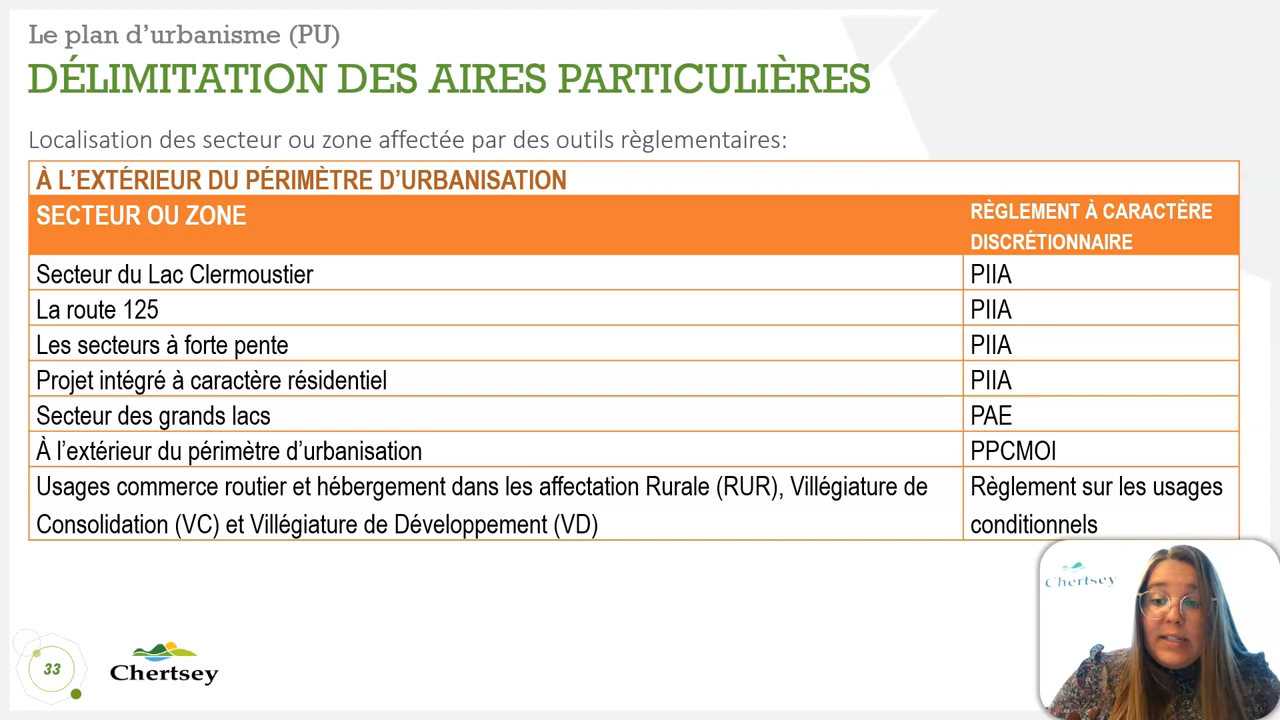 Le plan d’urbanisme (PU)
DÉLIMITATION DES AIRES PARTICULIÈRES
Localisation des secteur ou zone affectée par des outils règlementaires:
À L’EXTÉRIEUR DU PÉRIMÈTRE D’URBANISATION
SECTEUR OU ZONE
RÈGLEMENT À CARACTÈRE
DISCRÉTIONNAIRE
Secteur du Lac Clermoustier
PIIA
La route 125
PIIA
Les secteurs à forte pente
PIIA
Projet intégré à caractère résidentiel
PIIA
Secteur des grands lacs
PAE
À l’extérieur du périmètre d’urbanisation
PPCMOI
Usages commerce routier et hébergement dans les affectation Rurale (RUR), Villégiature de
Consolidation (VC) et Villégiature de Développement (VD)
Règlement sur les usages
conditionnels
Chertsey
33
Chertsey